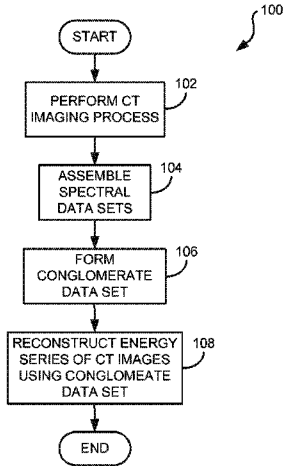 START
100
102
PERFORM CT
IMAGING PROCESS
104
ASSEMBLE
SPECTRAL
DATA SETS
106
FORM
CONGLOMERATE
DATA SET
RECONSTRUCT ENERGY
SERIES OF CT IMAGES
USING CONGLOMEATE
DATA SET
108
END